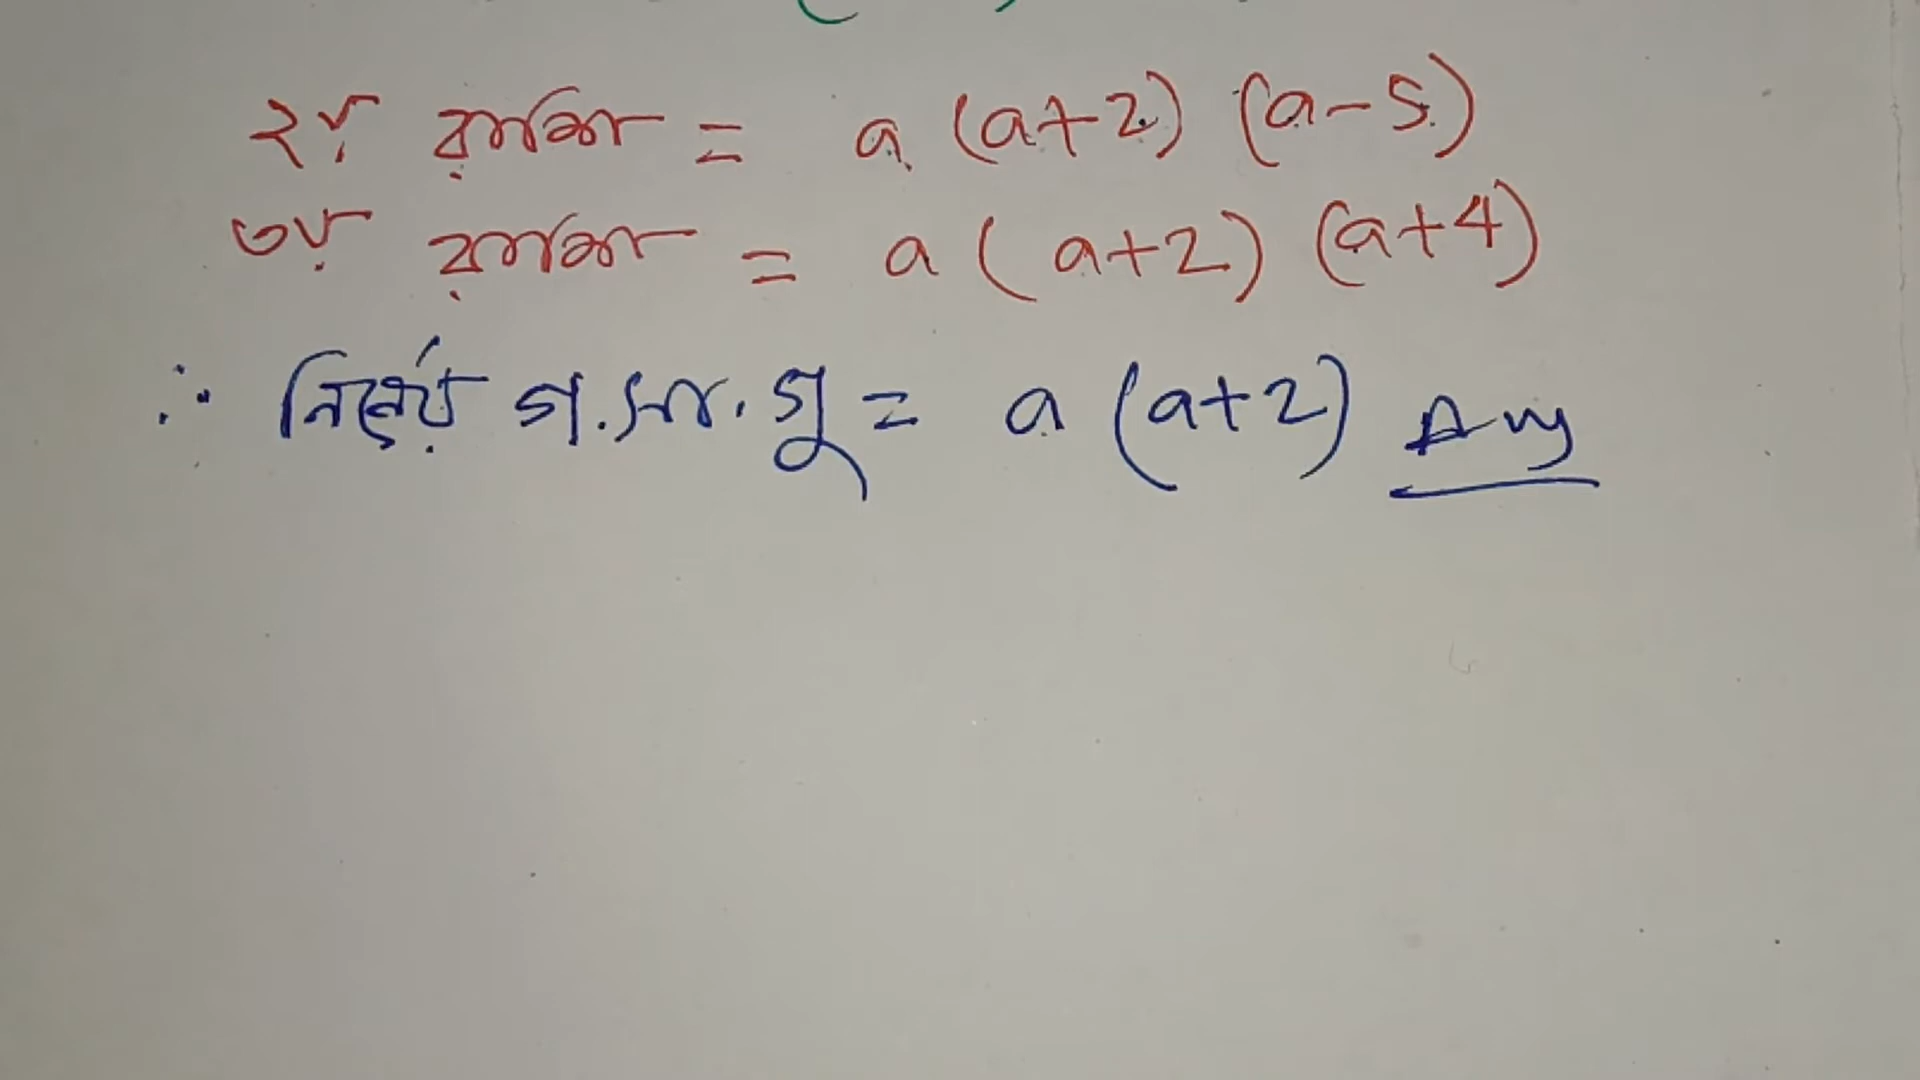 ২য় রাশি = a (a+2) (a-5)
৩য় রাশি = a (a+2) (a+4)
∴ নির্ণেয় গ.সা.গু = a (a+2) Ans